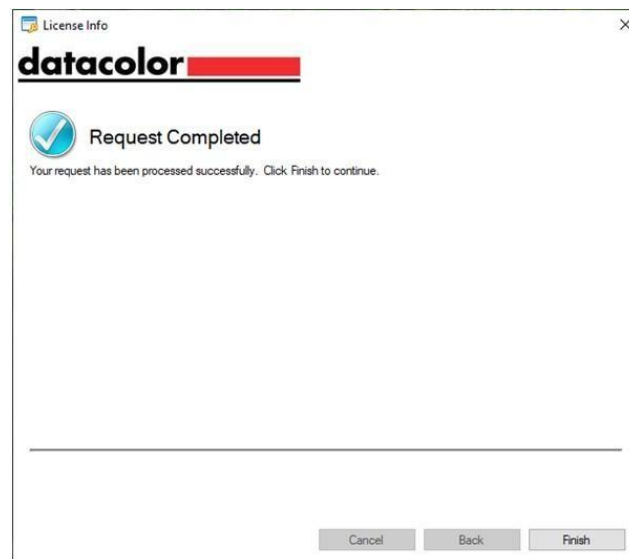 License Info
datacolor
Request Completed
Your request has been processed successfully. Click Finish to continue.
Cancel Back Finish